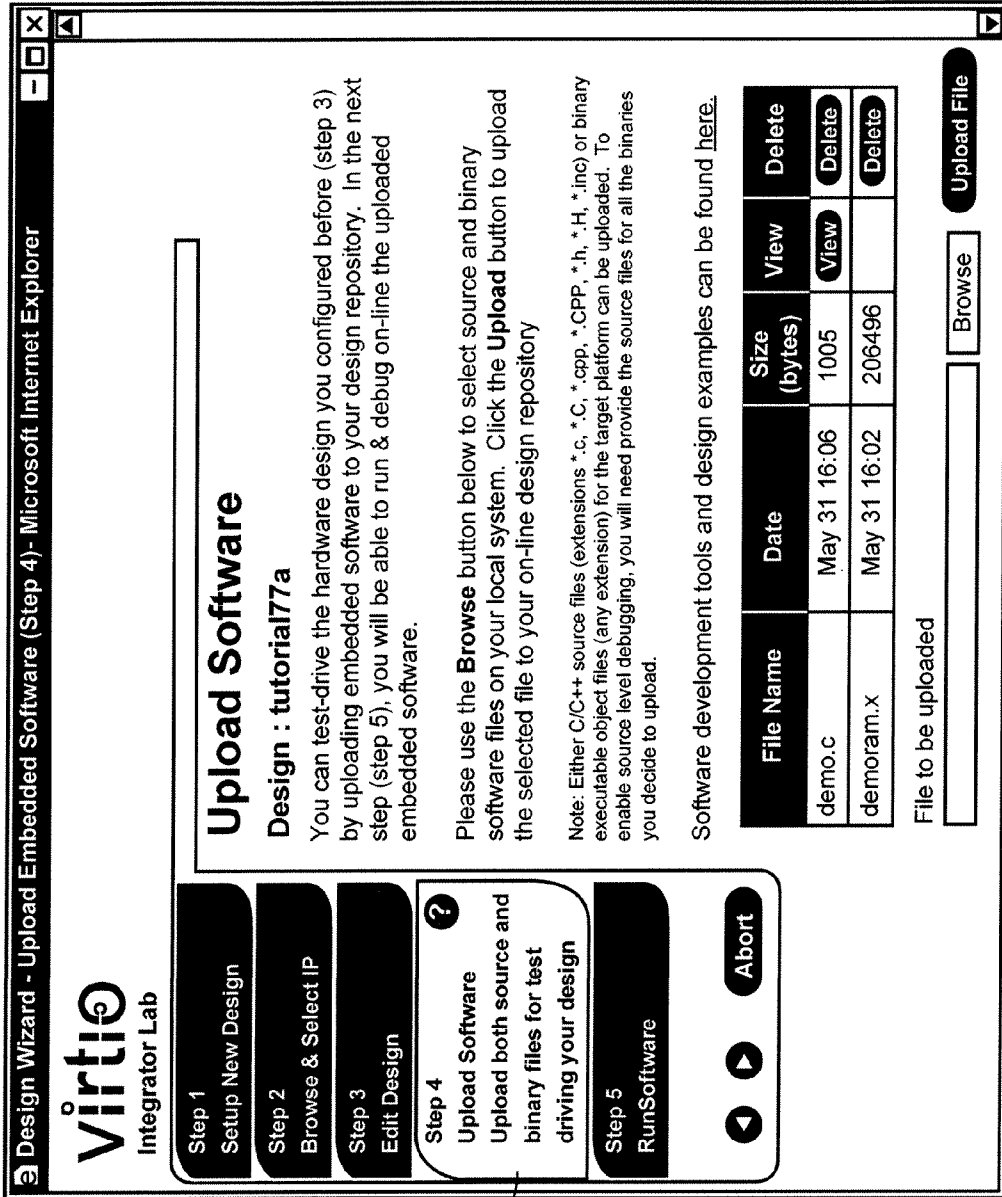 Design Wizard - Upload Embedded Software (Step 4)- Microsoft Internet Explorer
virtio
Integrator Lab
Step 1
Setup New Design
Step 2
Browse & Select IP
Step 3
Edit Design
Step 4
?
Upload Software
Upload both source and
binary files for test
driving your design
Step 5
RunSoftware
Abort
Upload Software
Design : tutorial77a
You can test-drive the hardware design you configured before (step 3)
by uploading embedded software to your design repository. In the next
step (step 5), you will be able to run & debug on-line the uploaded
embedded software.
Please use the Browse button below to select source and binary
software files on your local system. Click the Upload button to upload
the selected file to your on-line design repository
Note: Either C/C++ source files (extensions *.c, *.C, *.cpp, *.CPP, *.h, *.H, *.inc) or binary
executable object files (any extension) for the target platform can be uploaded. To
enable source level debugging, you will need provide the source files for all the binaries
you decide to upload.
Software development tools and design examples can be found here.
File Name Date Size (bytes) View Delete
demo.c May 31 16:06 1005 View Delete
demoram.x May 31 16:02 206496 Delete
File to be uploaded
Browse Upload File